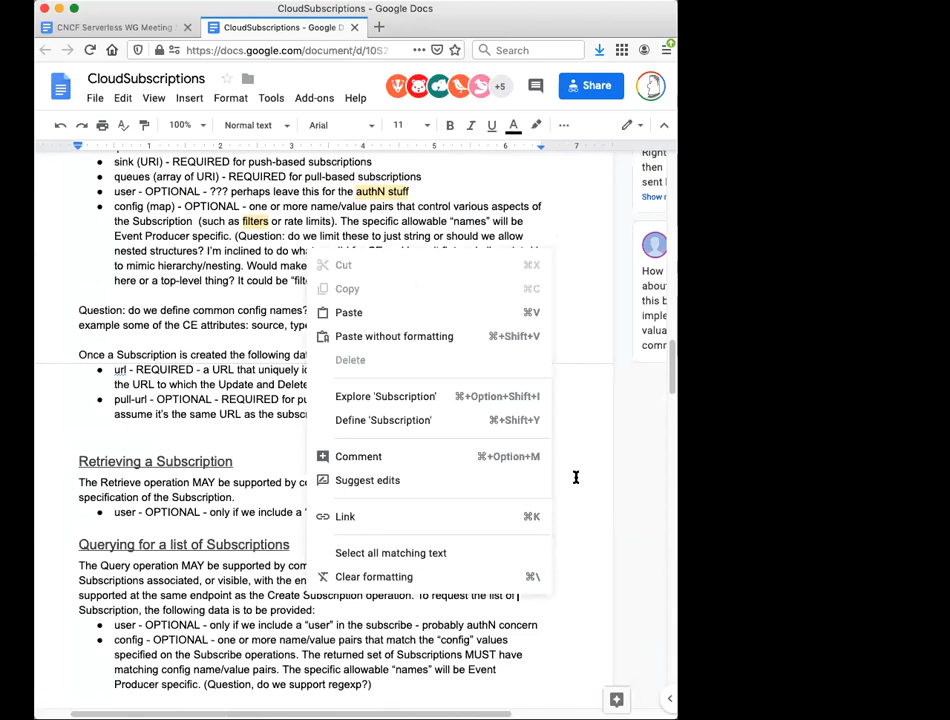 CloudSubscriptions - Google Docs
CNCF Serverless WG Meeting
CloudSubscriptions - Google D
https://docs.google.com/document/d/10S2
Search
CloudSubscriptions
+5
Share
File Edit View Insert Format Tools Add-ons Help
100% Normal text Arial 11 B I U A
1 2 3 4 5 6 7
sink (URI) - REQUIRED for push-based subscriptions
queues (array of URI) - REQUIRED for pull-based subscriptions
user - OPTIONAL - ??? perhaps leave this for the authN stuff
config (map) - OPTIONAL - one or more name/value pairs that control various aspects of
the Subscription (such as filters or rate limits). The specific allowable “names” will be
Event Producer specific. (Question: do we limit these to just string or should we allow
nested structures? I'm inclined to do
to mimic hierarchy/nesting. Would make
here or a top-level thing? It could be
Question: do we define common config names?
example some of the CE attributes: source,
Once a Subscription is created the following
url - REQUIRED - a URL that uniquely
the URL to which the Update and
pull-url - OPTIONAL - REQUIRED for
assume it's the same URL as the
Retrieving a Subscription
The Retrieve operation MAY be supported by
specification of the Subscription.
user - OPTIONAL - only if we include a
Querying for a list of Subscriptions
The Query operation MAY be supported by
Subscriptions associated, or visible, with the
supported at the same endpoint as the Create Subscription operation. To request the list of
Subscription, the following data is to be provided:
user - OPTIONAL - only if we include a “user” in the subscribe - probably authN concern
config - OPTIONAL - one or more name/value pairs that match the “config” values
specified on the Subscribe operations. The returned set of Subscriptions MUST have
matching config name/value pairs. The specific allowable “names” will be Event
Producer specific. (Question, do we support regexp?)
Cut ⌘X
Copy ⌘C
Paste ⌘V
Paste without formatting ⌘+Shift+V
Delete
Explore 'Subscription' ⌘+Option+Shift+I
Define 'Subscription' ⌘+Shift+Y
Comment ⌘+Option+M
Suggest edits
Link ⌘K
Select all matching text
Clear formatting ⌘\
Right
then
sent
Show
How
about
this b
imple
valua
comm